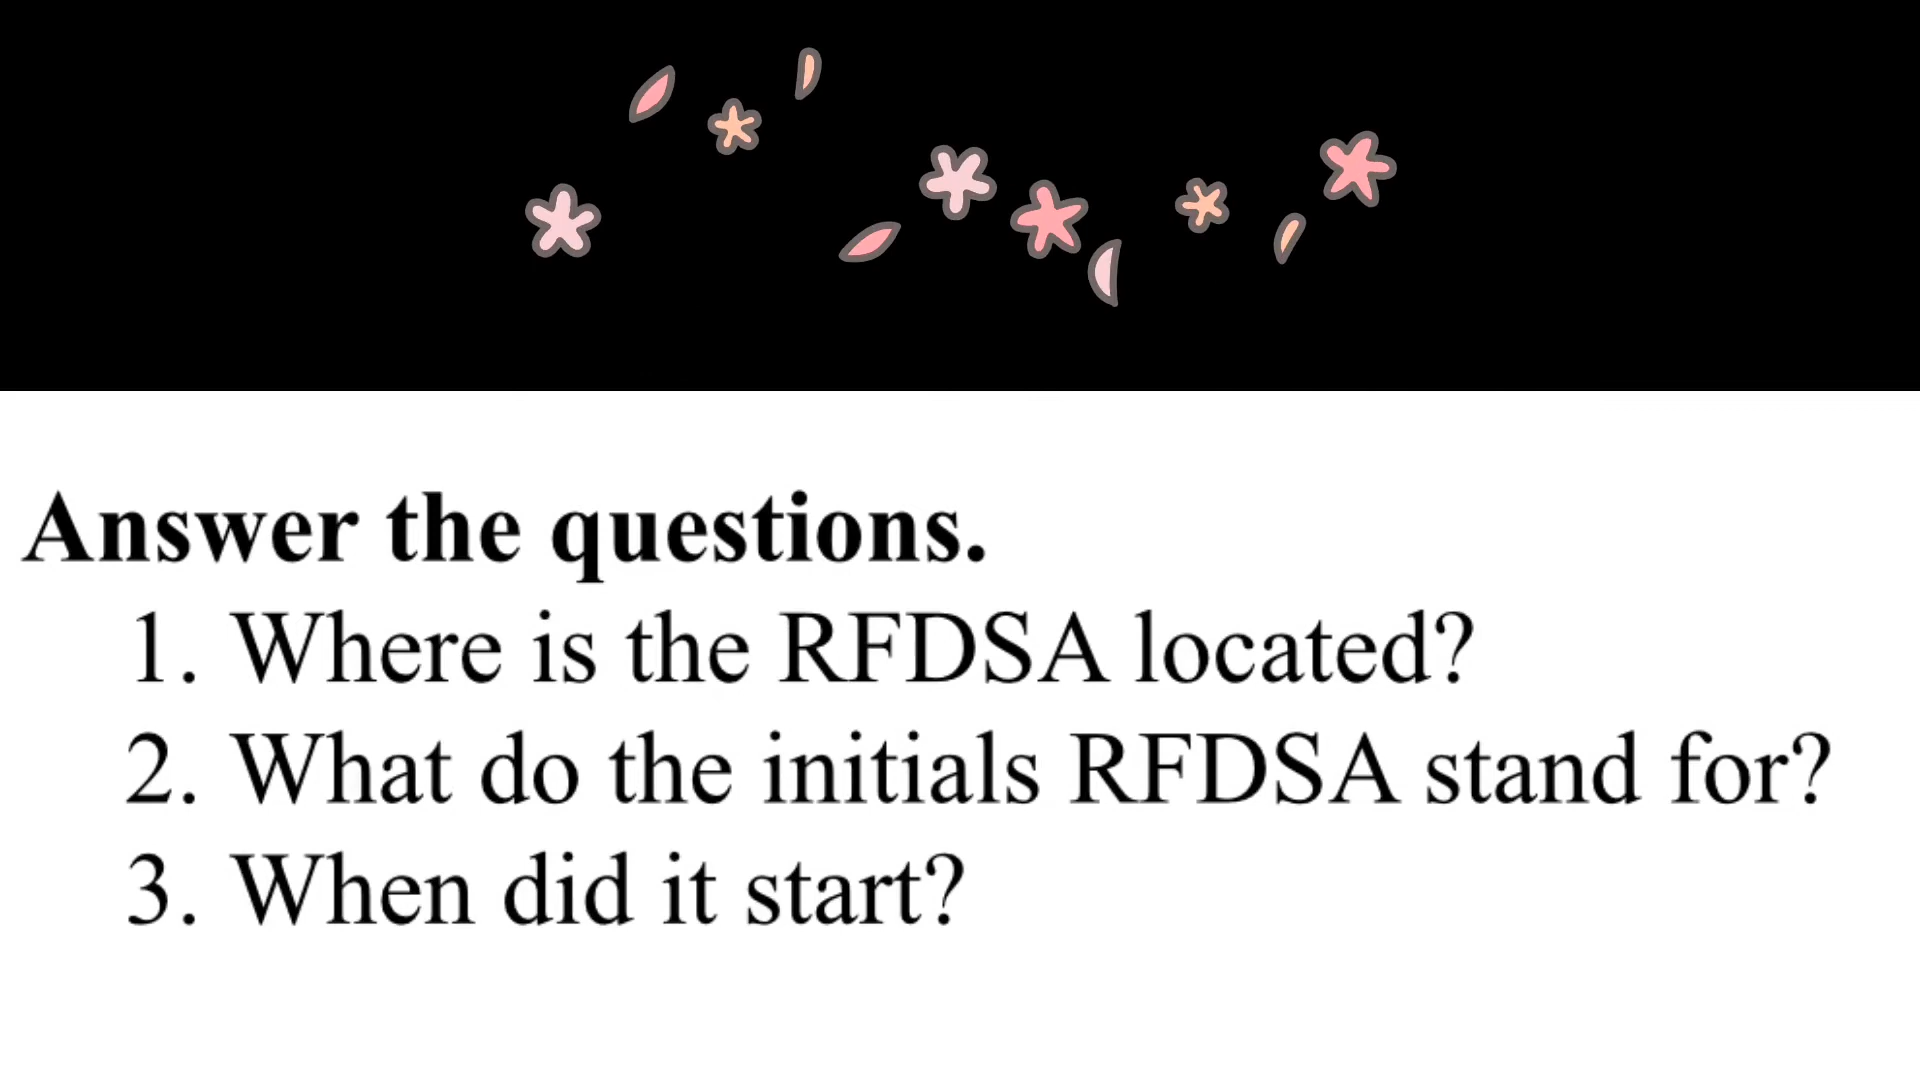 Answer the questions.
1. Where is the RFDSA located?
2. What do the initials RFDSA stand for?
3. When did it start?